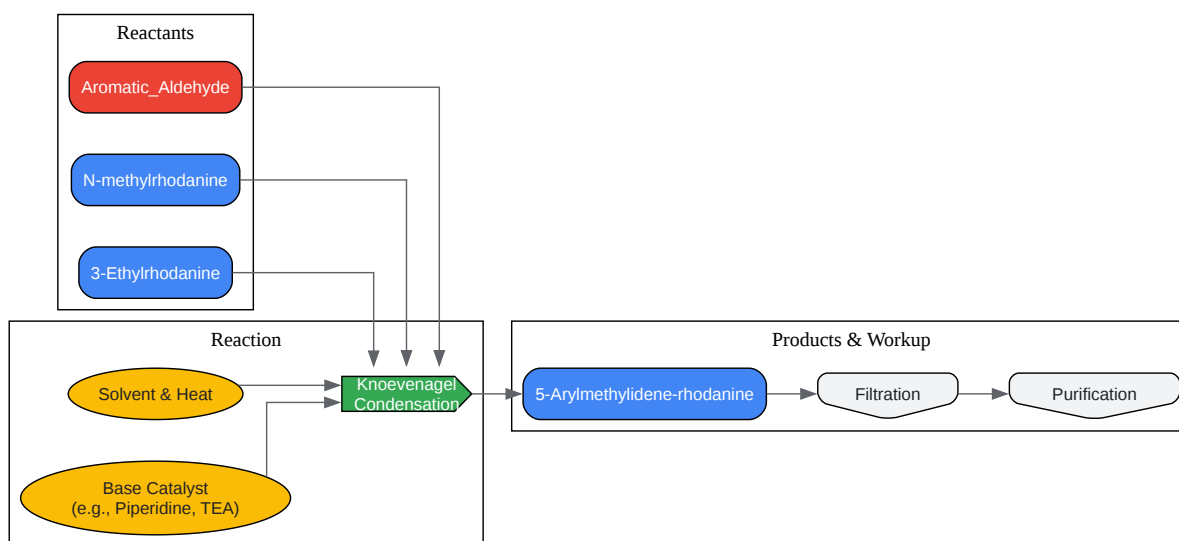 Reactants
Aromatic_Aldehyde
N-methylrhodanine
3-Ethylrhodanine
Reaction
Solvent & Heat
Knoevenagel
Condensation
Base Catalyst
(e.g., Piperidine, TEA)
Products & Workup
5-Arylmethylidene-rhodanine
Filtration
Purification